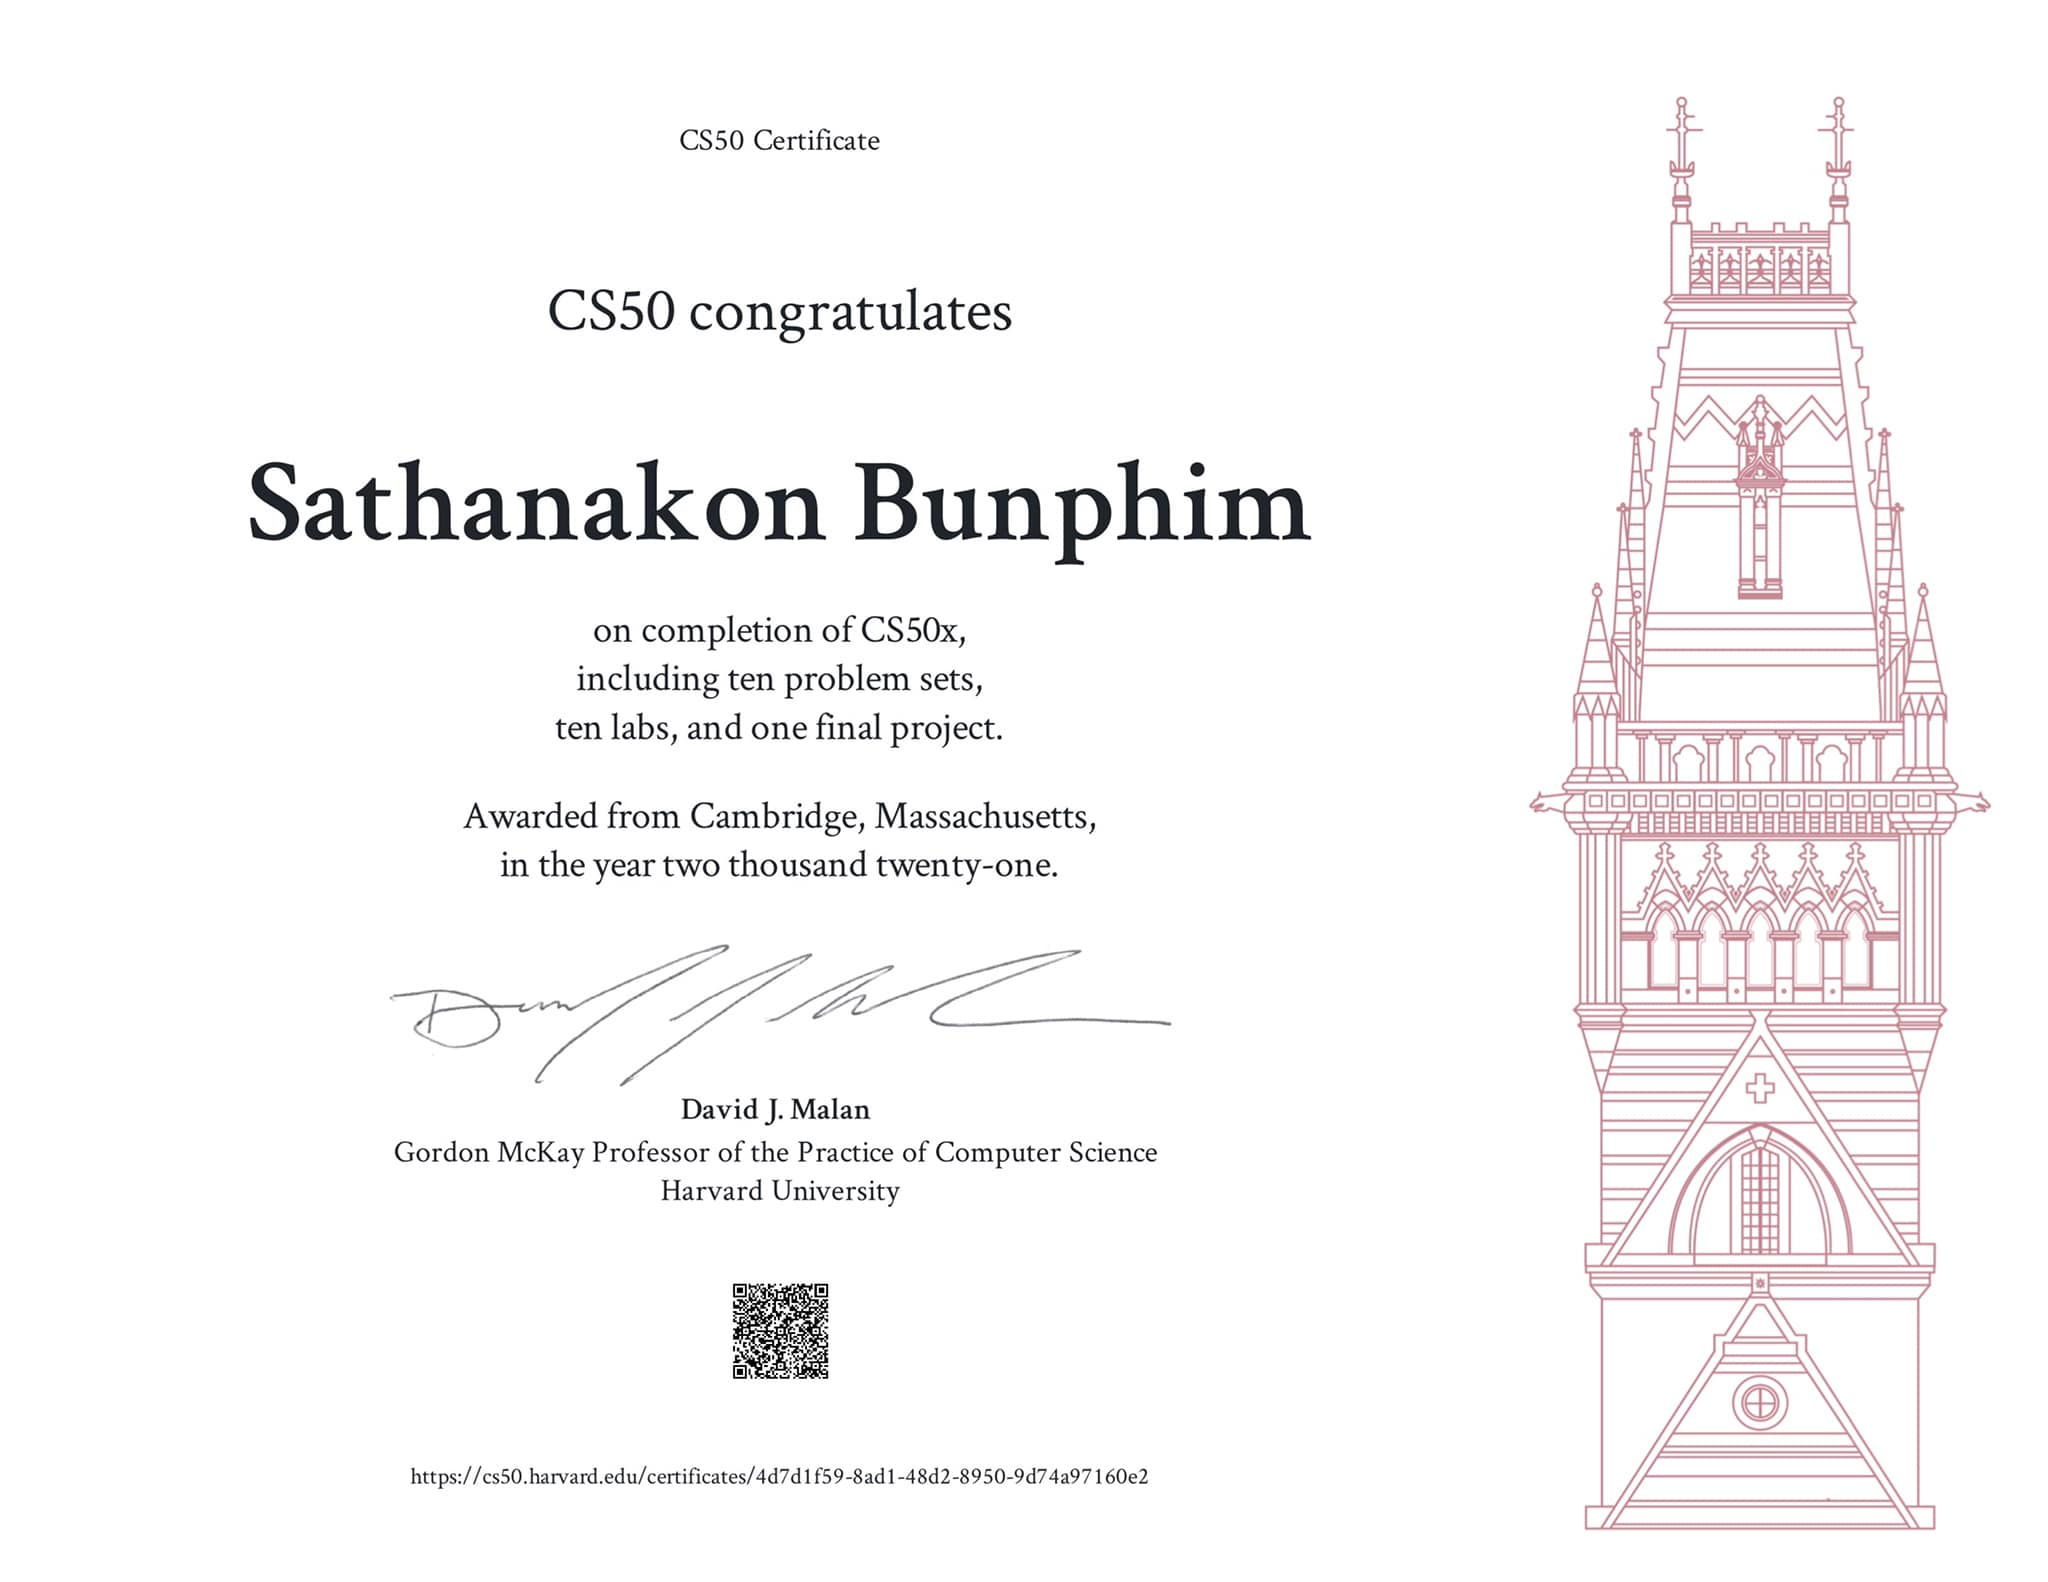 CS50 Certificate
CS50 congratulates
Sathanakon Bunphim
on completion of CS50x,
including ten problem sets,
ten labs, and one final project.
Awarded from Cambridge, Massachusetts,
in the year two thousand twenty-one.
David J. Malan
Gordon McKay Professor of the Practice of Computer Science
Harvard University
https://cs50.harvard.edu/certificates/4d7d1f59-8ad1-48d2-8950-9d74a97160e2